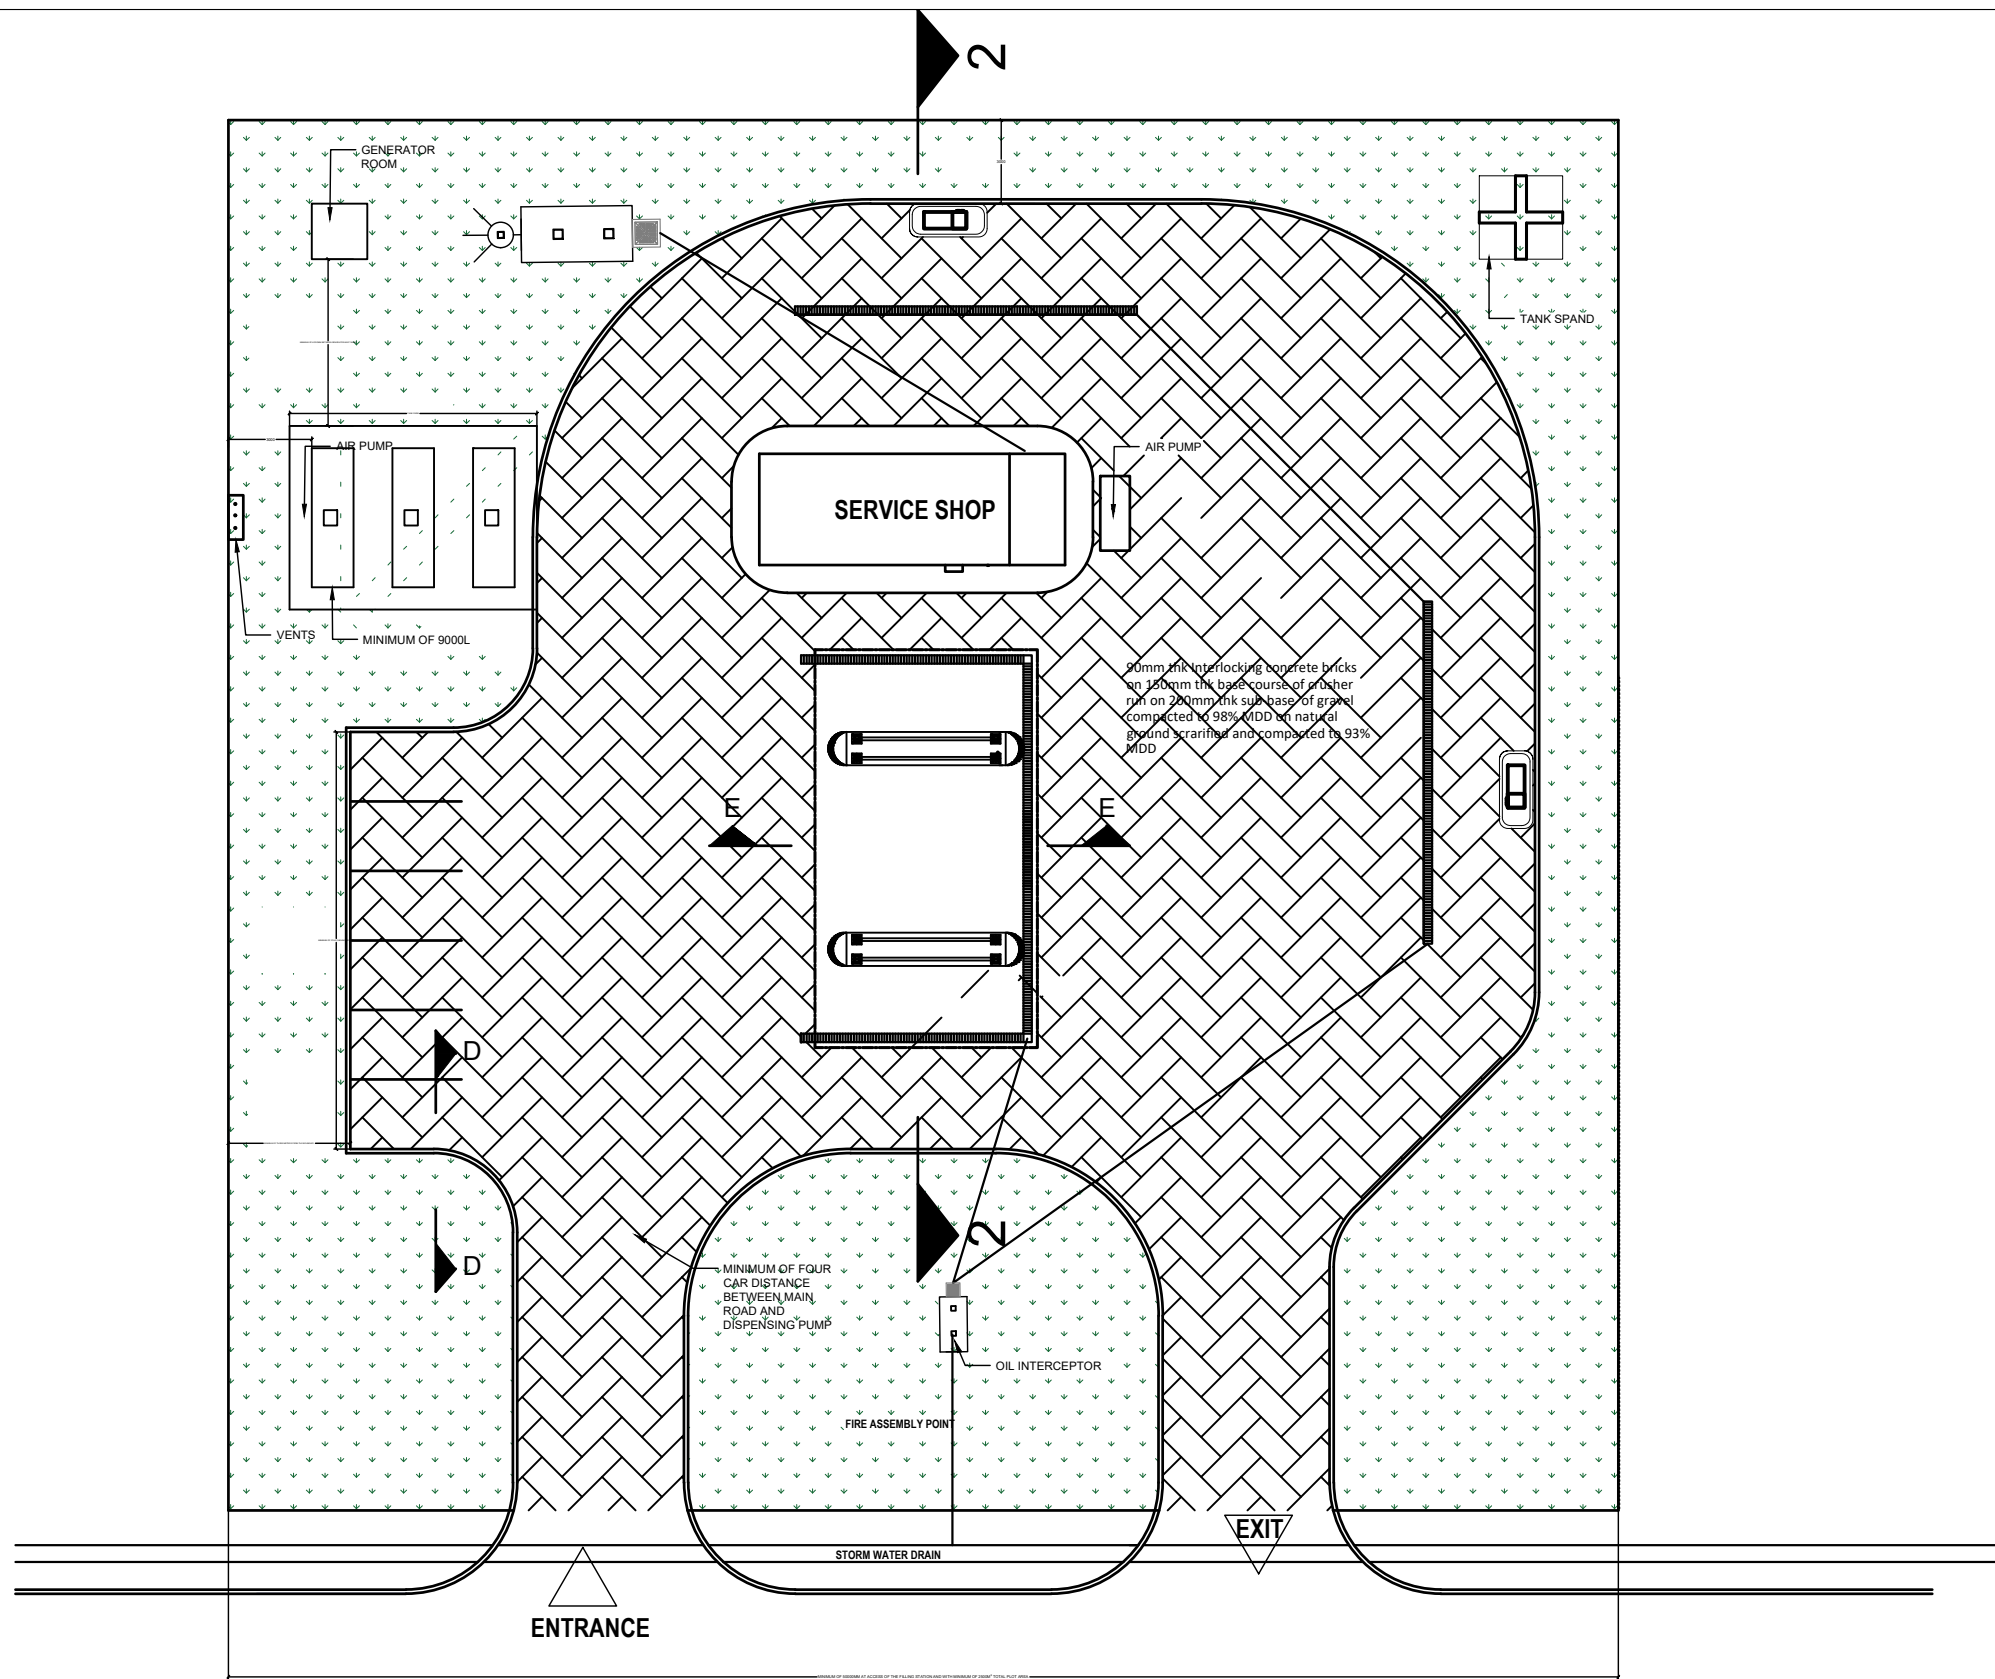 2
GENERATOR
ROOM
TANK SPAND
AIR PUMP
AIR PUMP
SERVICE SHOP
VENTS
MINIMUM OF 9000L
90mm thk Interlocking concrete bricks
on 150mm thk base course of crusher
run on 200mm thk sub-base of gravel
compacted to 98% MDD on natural
ground scrarified and compacted to 93%
MDD
E
E
D
2
D
MINIMUM OF FOUR
CAR DISTANCE
BETWEEN MAIN
ROAD AND
DISPENSING PUMP
OIL INTERCEPTOR
FIRE ASSEMBLY POINT
EXIT
STORM WATER DRAIN
ENTRANCE